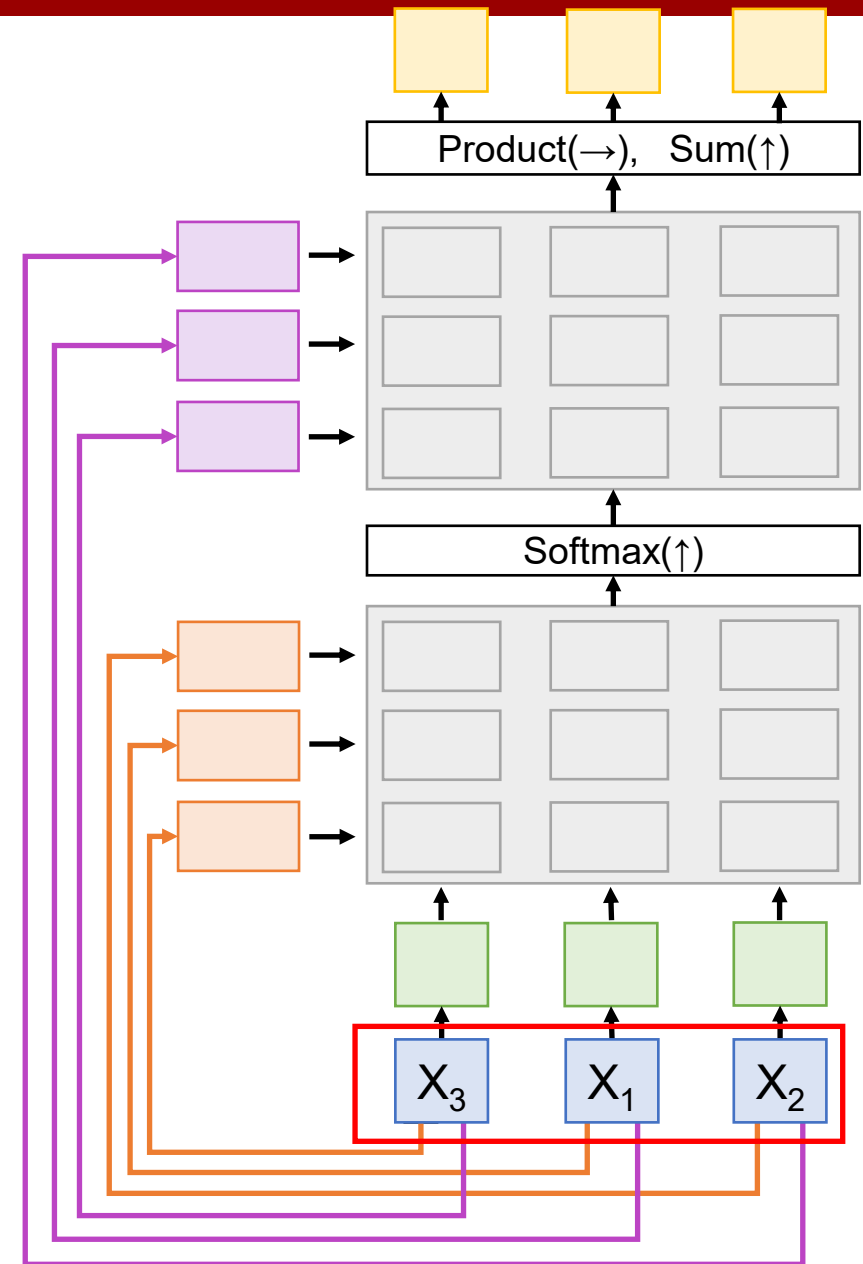 Product(→), Sum(↑)
Softmax(↑)
X₃ X₁ X₂